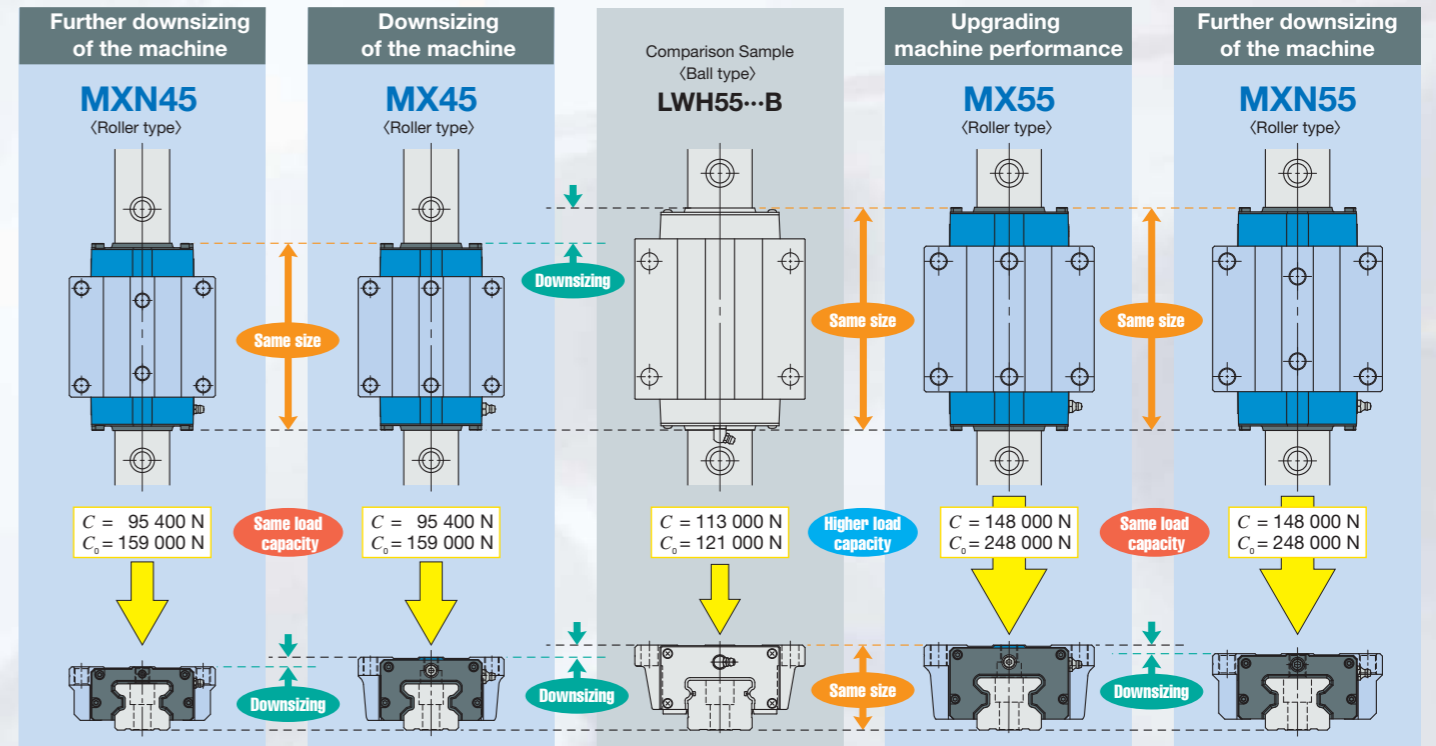 Further downsizing
of the machine
MXN45
〈Roller type〉
Downsizing
of the machine
MX45
〈Roller type〉
Comparison Sample
〈Ball type〉
LWH55···B
Upgrading
machine performance
MX55
〈Roller type〉
Further downsizing
of the machine
MXN55
〈Roller type〉
Same size
Downsizing
Same size
Same size
C = 95 400 N
C₀ = 159 000 N
Same load
capacity
C = 95 400 N
C₀ = 159 000 N
C = 113 000 N
C₀ = 121 000 N
Higher load
capacity
C = 148 000 N
C₀ = 248 000 N
Same load
capacity
C = 148 000 N
C₀ = 248 000 N
Downsizing
Downsizing
Same size
Downsizing